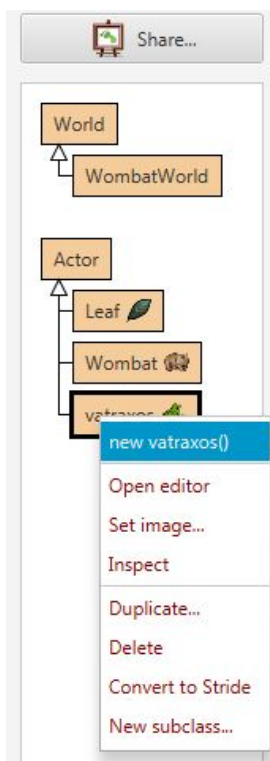 Share...
World
WombatWorld
Actor
Leaf
Wombat
vatraxos
new vatraxos()
Open editor
Set image...
Inspect
Duplicate...
Delete
Convert to Stride
New subclass...